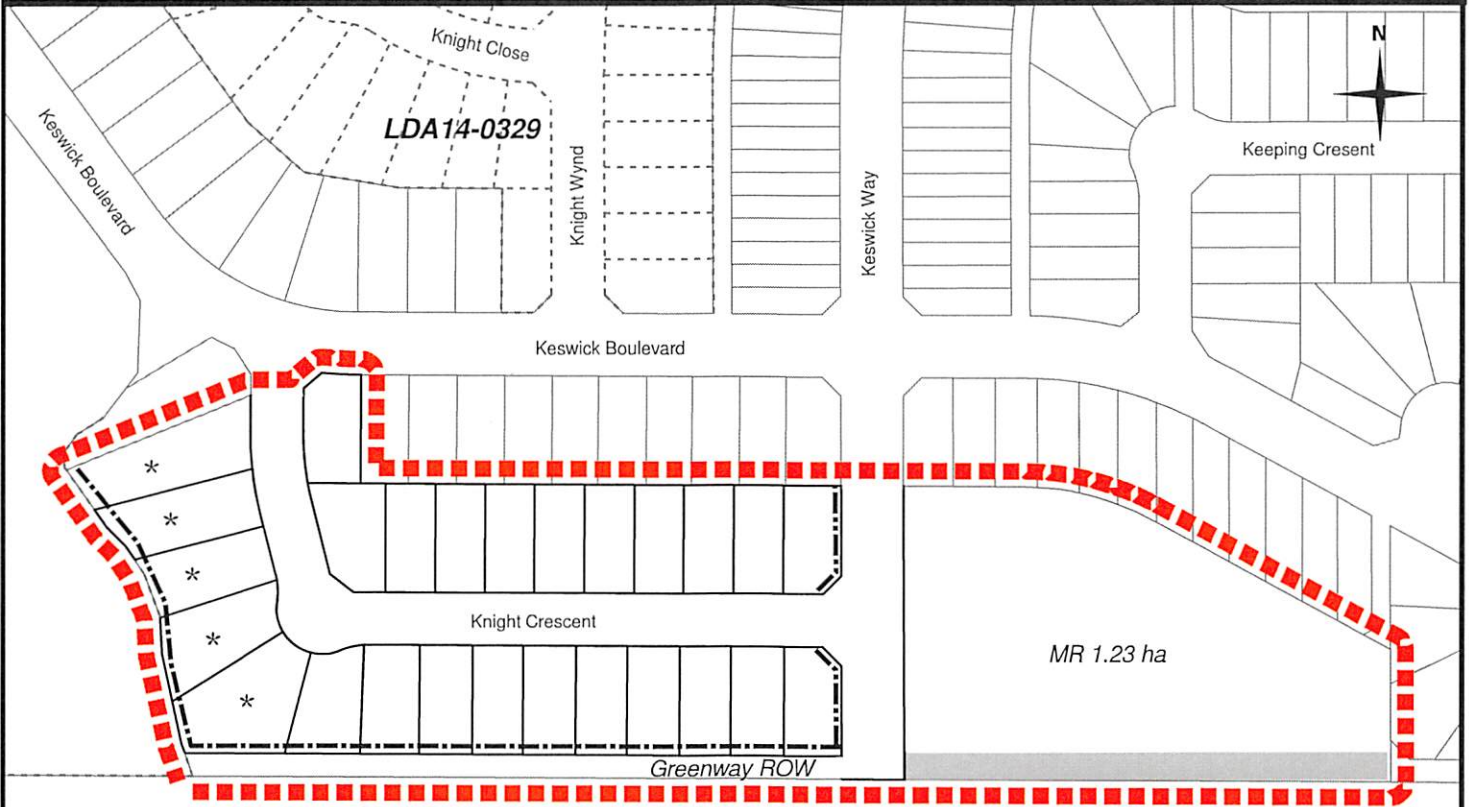 Knight Close
N
LDA14-0329
Keswick Boulevard
Keeping Cresent
Knight Wynd
Keswick Way
Keswick Boulevard
*
*
*
*
*
Knight Crescent
MR 1.23 ha
Greenway ROW